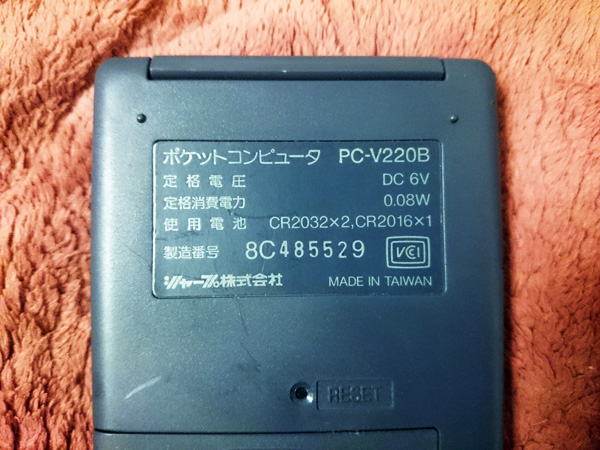 ポケットコンピュータ PC-V220B
定格電圧 DC 6V
定格消費電力 0.08W
使用電池 CR2032×2,CR2016×1
製造番号 8C485529 VCI
シャープ株式会社 MADE IN TAIWAN
RESET